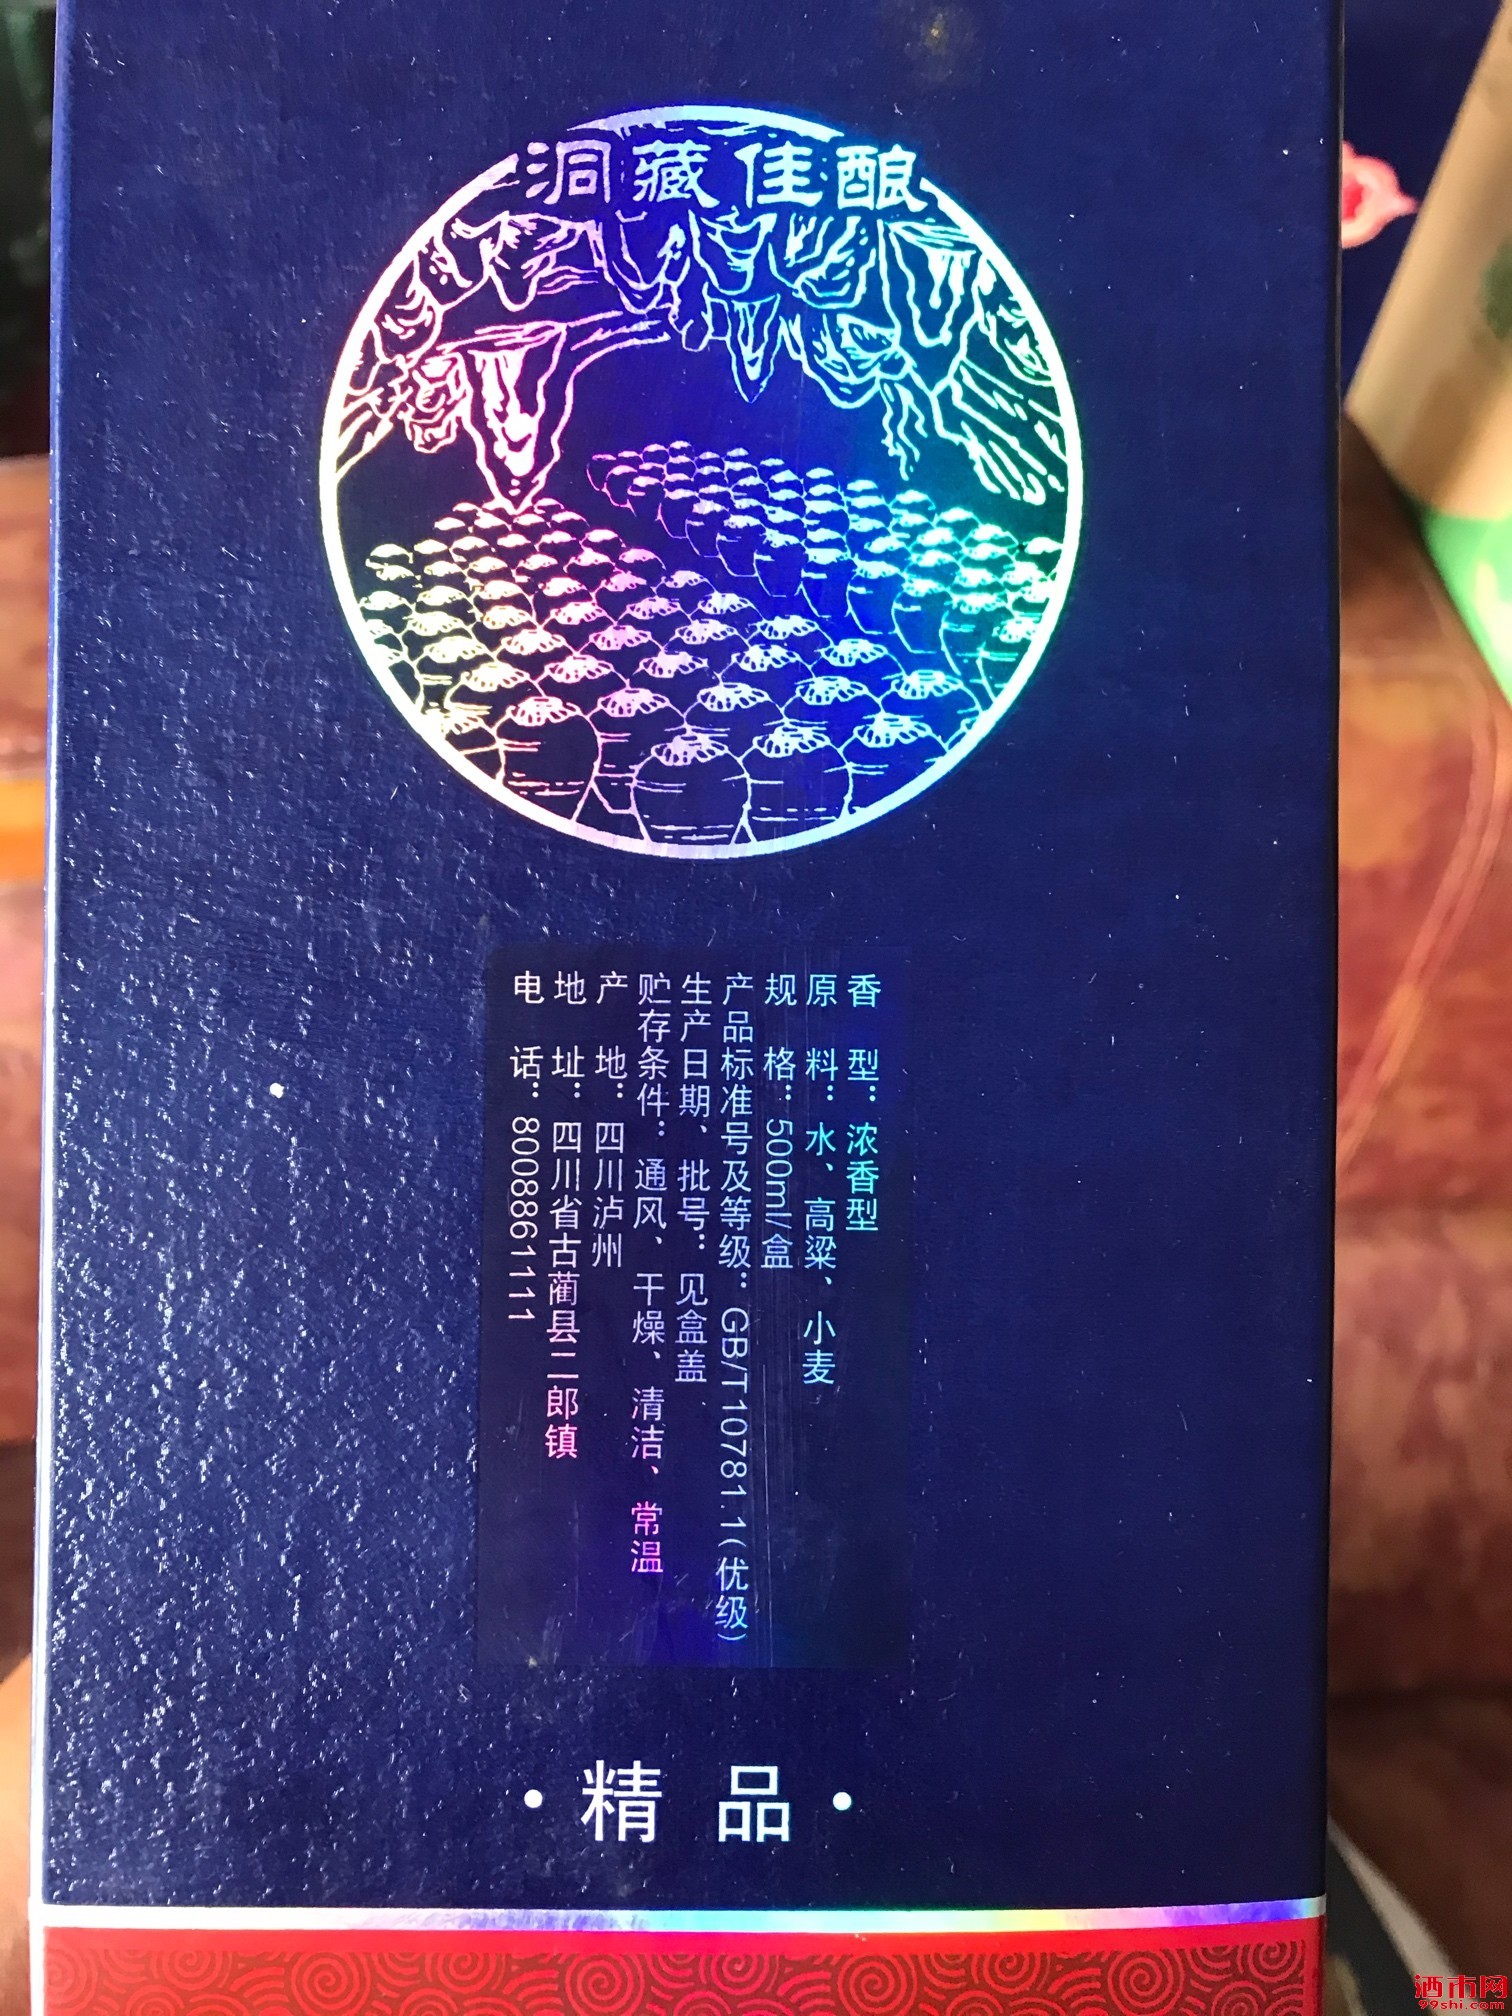 洞藏佳酿
香型：浓香型
原料：水、高粱、小麦
规格：500ml/盒
产品标准号及等级：GB/T10781.1(优级)
生产日期、批号：见盒盖
贮存条件：通风、干燥、清洁、常温
产地：四川泸州
地址：四川省古蔺县二郎镇
电话：8008861111
·精品·
酒市网
99shi.com